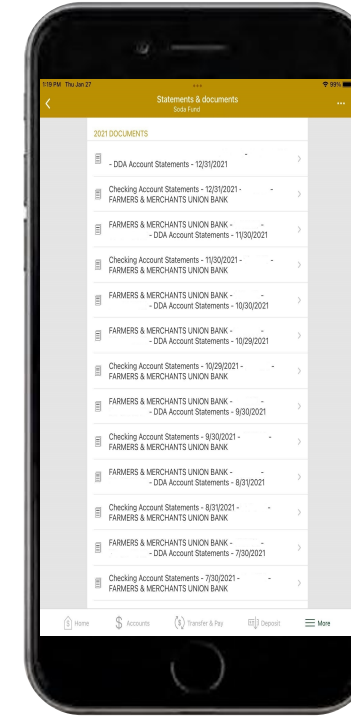 1:19 PM Thu Jan 27
99%
Statements & documents
Soda Fund
2021 DOCUMENTS
-
- DDA Account Statements - 12/31/2021
Checking Account Statements - 12/31/2021 - -
FARMERS & MERCHANTS UNION BANK
FARMERS & MERCHANTS UNION BANK - -
- DDA Account Statements - 11/30/2021
Checking Account Statements - 11/30/2021 - -
FARMERS & MERCHANTS UNION BANK
FARMERS & MERCHANTS UNION BANK - -
- DDA Account Statements - 10/30/2021
FARMERS & MERCHANTS UNION BANK - -
- DDA Account Statements - 10/29/2021
Checking Account Statements - 10/29/2021 - -
FARMERS & MERCHANTS UNION BANK
FARMERS & MERCHANTS UNION BANK - -
- DDA Account Statements - 9/30/2021
Checking Account Statements - 9/30/2021 - -
FARMERS & MERCHANTS UNION BANK
FARMERS & MERCHANTS UNION BANK - -
- DDA Account Statements - 8/31/2021
Checking Account Statements - 8/31/2021 - -
FARMERS & MERCHANTS UNION BANK
FARMERS & MERCHANTS UNION BANK - -
- DDA Account Statements - 7/30/2021
Checking Account Statements - 7/30/2021 - -
FARMERS & MERCHANTS UNION BANK
Home Accounts Transfer & Pay Deposit More